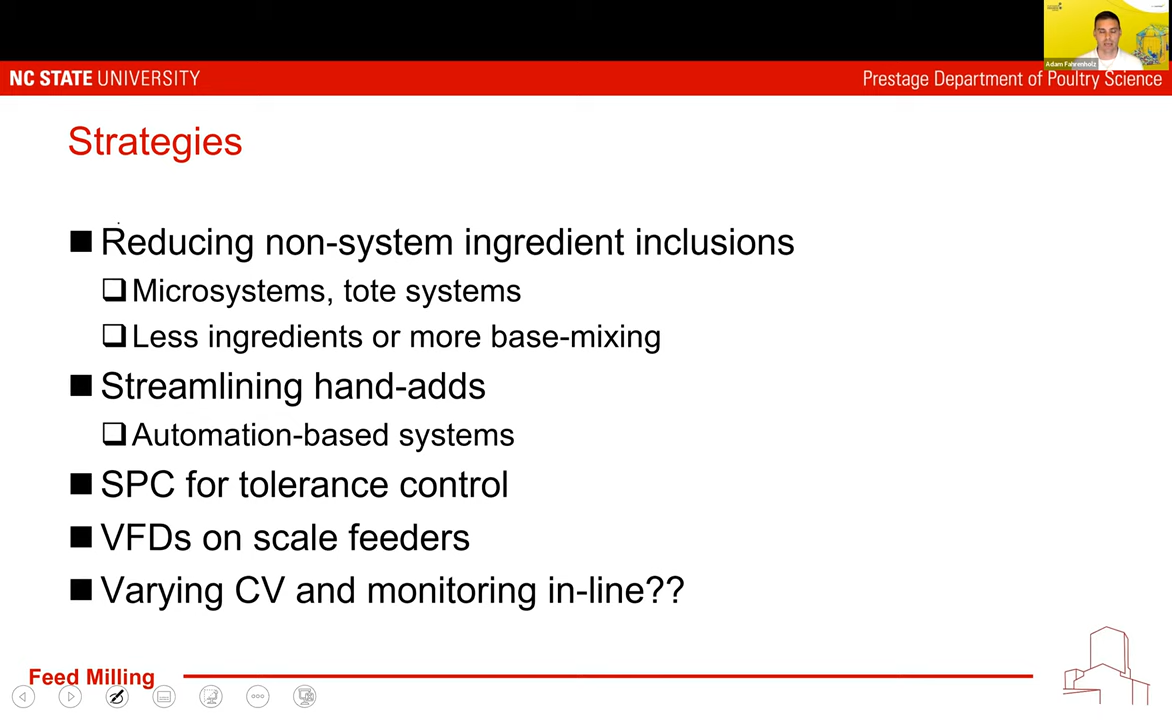 Adam Fahrenholz
NC STATE UNIVERSITY
Prestage Department of Poultry Science
Strategies
Reducing non-system ingredient inclusions
Microsystems, tote systems
Less ingredients or more base-mixing
Streamlining hand-adds
Automation-based systems
SPC for tolerance control
VFDs on scale feeders
Varying CV and monitoring in-line??
Feed Milling